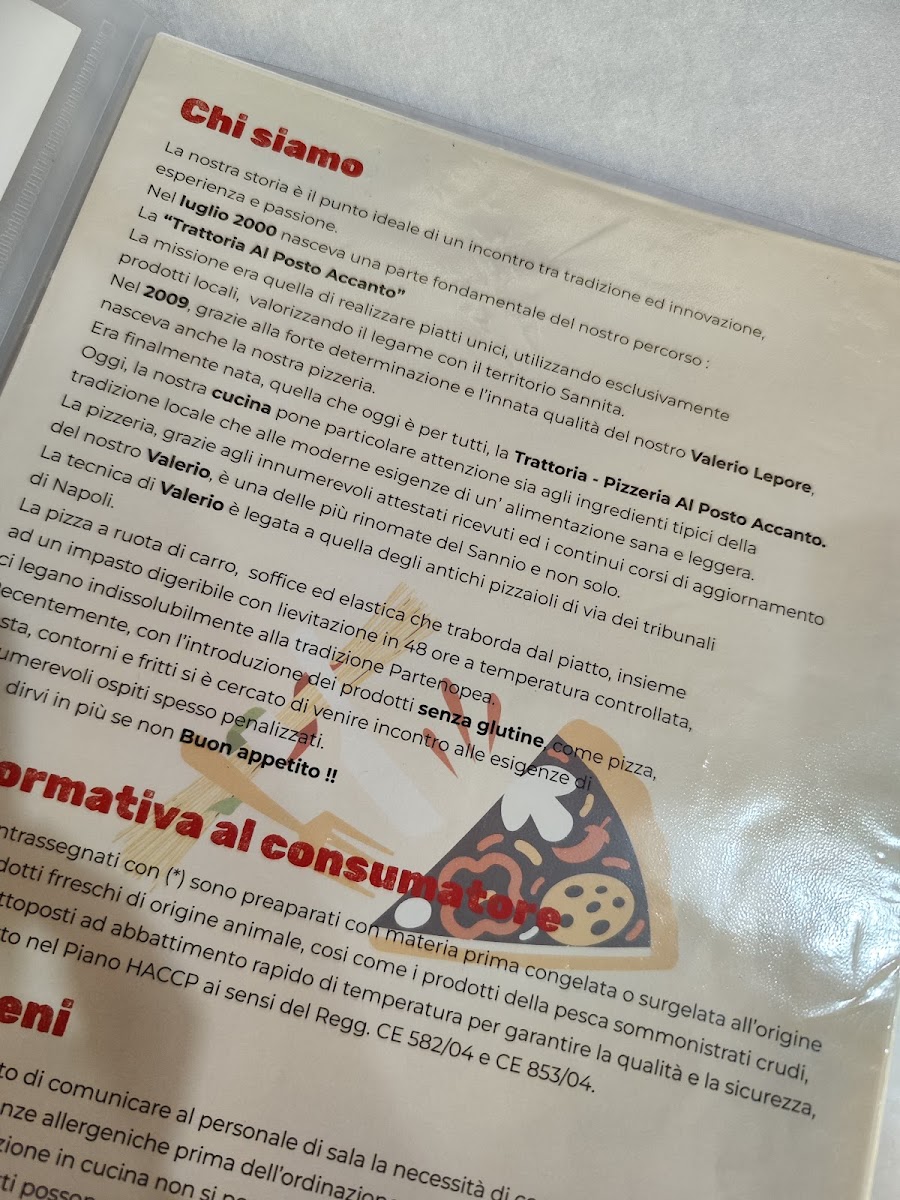 Chi siamo
La nostra storia è il punto ideale di un incontro tra tradizione ed innovazione,
esperienza e passione.
Nel luglio 2000 nasceva una parte fondamentale del nostro percorso :
La “Trattoria Al Posto Accanto”
La missione era quella di realizzare piatti unici, utilizzando esclusivamente
prodotti locali, valorizzando il legame con il territorio Sannita.
Nel 2009, grazie alla forte determinazione e l'innata qualità del nostro Valerio Lepore,
nasceva anche la nostra pizzeria.
Era finalmente nata, quella che oggi è per tutti, la Trattoria - Pizzeria Al Posto Accanto.
Oggi, la nostra cucina pone particolare attenzione sia agli ingredienti tipici della
tradizione locale che alle moderne esigenze di un' alimentazione sana e leggera.
La pizzeria, grazie agli innumerevoli attestati ricevuti ed i continui corsi di aggiornamento
del nostro Valerio, è una delle più rinomate del Sannio e non solo.
La tecnica di Valerio è legata a quella degli antichi pizzaioli di via dei tribunali
di Napoli.
La pizza a ruota di carro, soffice ed elastica che traborda dal piatto, insieme
ad un impasto digeribile con lievitazione in 48 ore a temperatura controllata,
ci legano indissolubilmente alla tradizione Partenopea.
Recentemente, con l'introduzione dei prodotti senza glutine, come pizza,
sta, contorni e fritti si è cercato di venire incontro alle esigenze di
umerevoli ospiti spesso penalizzati.
dirvi in più se non Buon appetito !!
ormativa al consumatore
ntrassegnati con (*) sono preaparati con materia prima congelata o surgelata all'origine
dotti frreschi di origine animale, cosi come i prodotti della pesca sommonistrati crudi,
ttoposti ad abbattimento rapido di temperatura per garantire la qualità e la sicurezza,
to nel Piano HACCP ai sensi del Regg. CE 582/04 e CE 853/04.
eni
to di comunicare al personale di sala la necessità di
nze allergeniche prima dell'ordinazione
zione in cucina non si
ti posson